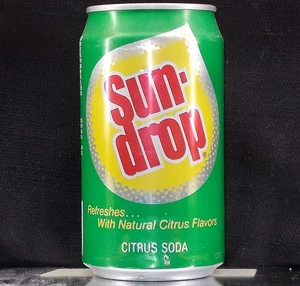 Sun-
drop
Refreshes...
With Natural Citrus Flavors
CITRUS SODA